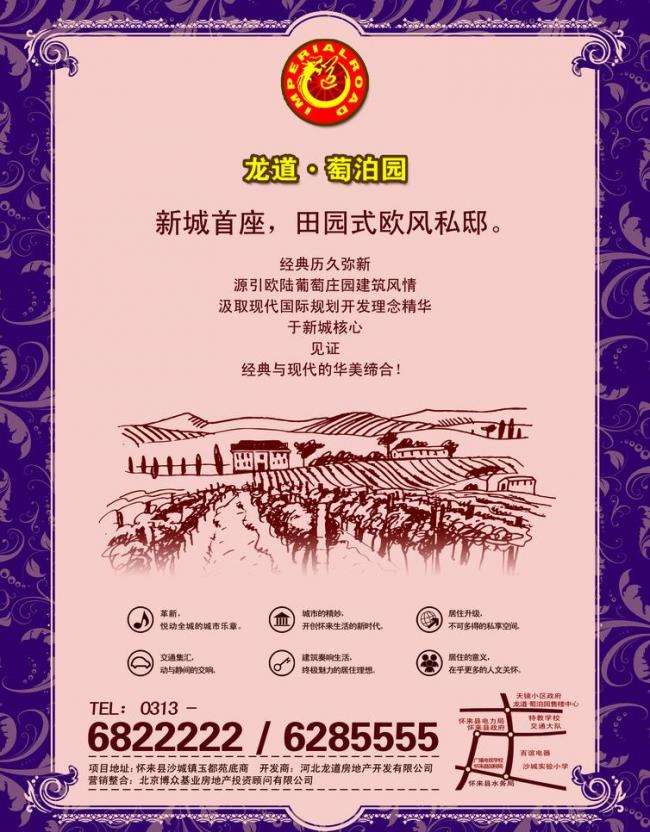 IMPERIALROAD
龙道·萄泊园
新城首座，田园式欧风私邸。
经典历久弥新
源引欧陆葡萄庄园建筑风情
汲取现代国际规划开发理念精华
于新城核心
见证
经典与现代的华美缔合！
革新，
悦动全城的城市乐章。
城市的精妙，
开创怀来生活的新时代。
居住升级，
不可多得的私享空间。
交通集汇，
动与静间的交响。
建筑奏响生活，
终极魅力的居住理想。
居住的意义，
在乎更多的人文关怀。
TEL: 0313 -
6822222 / 6285555
项目地址：怀来县沙城镇玉都苑底商 开发商：河北龙道房地产开发有限公司
营销整合：北京博众基业房地产投资顾问有限公司
天镜小区政府
龙道·萄泊园售楼中心
怀来县电力局
怀来县政府
特教学校
交通大队
百谊电器
沙城实验小学
怀来县水务局